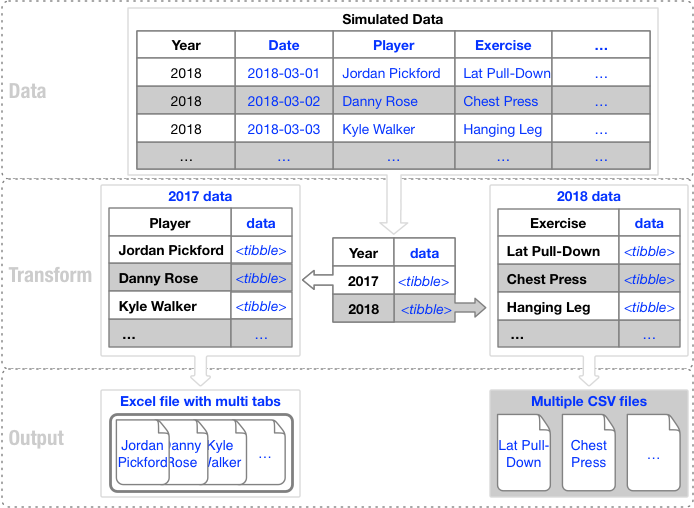 Simulated Data
Year Date Player Exercise …
2018 2018-03-01 Jordan Pickford Lat Pull-Down …
2018 2018-03-02 Danny Rose Chest Press …
2018 2018-03-03 Kyle Walker Hanging Leg …
… … … … …
Data
2017 data
Player data
Jordan Pickford <tibble>
Danny Rose <tibble>
Kyle Walker <tibble>
… …
Year data
2017 <tibble>
2018 <tibble>
2018 data
Exercise data
Lat Pull-Down <tibble>
Chest Press <tibble>
Hanging Leg <tibble>
… …
Transform
Excel file with multi tabs
Jordan
Pickford
anny
Rose
Kyle
Walker
…
Multiple CSV files
Lat Pull-
Down
Chest
Press
…
Output